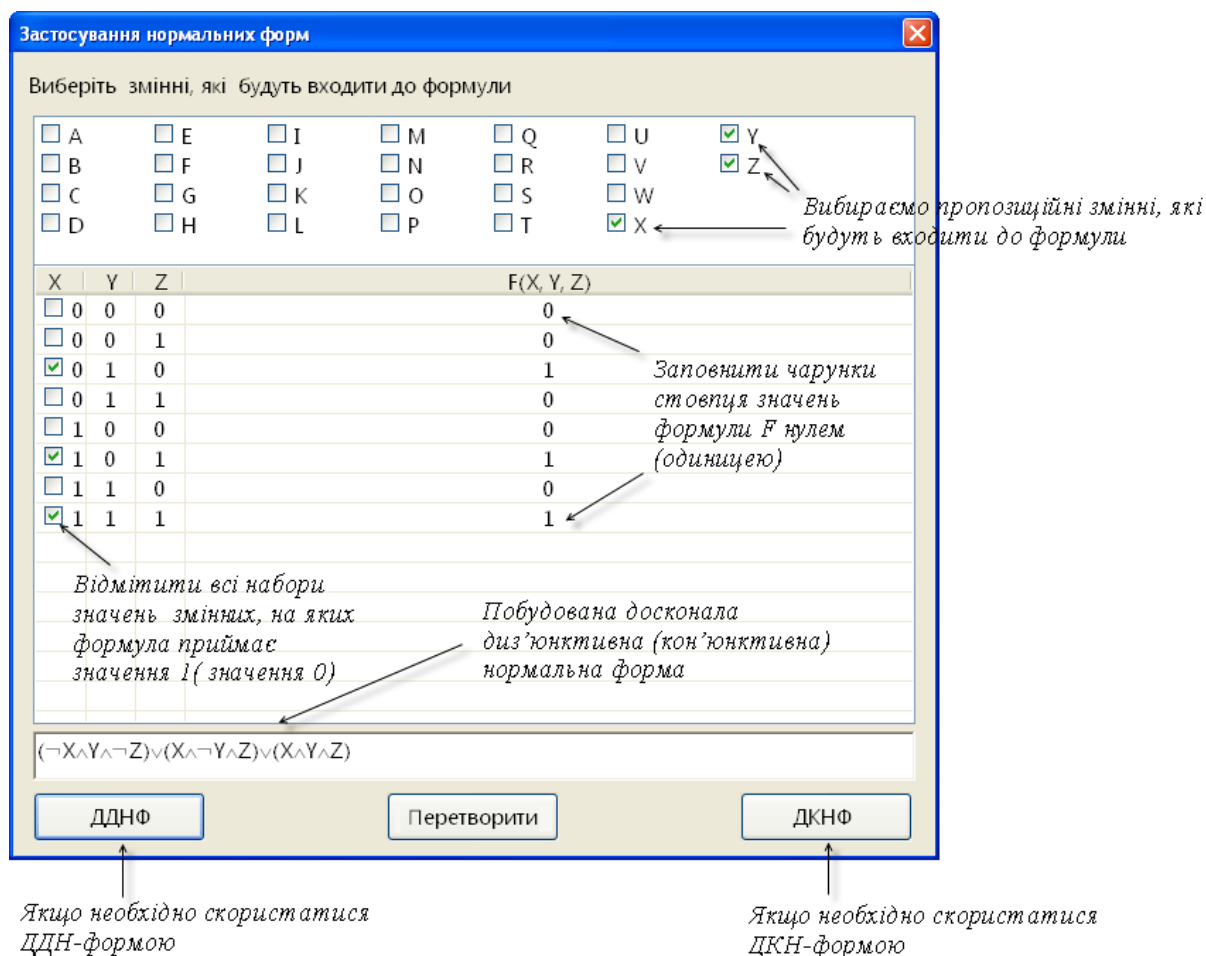 Застосування нормальних форм
Виберіть змінні, які будуть входити до формули
A E I M Q U Y
B F J N R V Z
C G K O S W
D H L P T X
Вибираємо пропозиційні змінні, які
будуть входити до формули
X Y Z F(X, Y, Z)
0 0 0 0
0 0 1 0
0 1 0 1
0 1 1 0
1 0 0 0
1 0 1 1
1 1 0 0
1 1 1 1
Заповнити чарунки
стовпця значень
формули F нулем
(одиницею)
Відмітити всі набори
значень змінних, на яких
формула приймає
значення 1( значення 0)
Побудована досконала
диз’юнктивна (кон’юнктивна)
нормальна форма
(¬X∧Y∧¬Z)∨(X∧¬Y∧Z)∨(X∧Y∧Z)
ДДНФ Перетворити ДКНФ
Якщо необхідно скористатися
ДДН-формою
Якщо необхідно скористатися
ДКН-формою